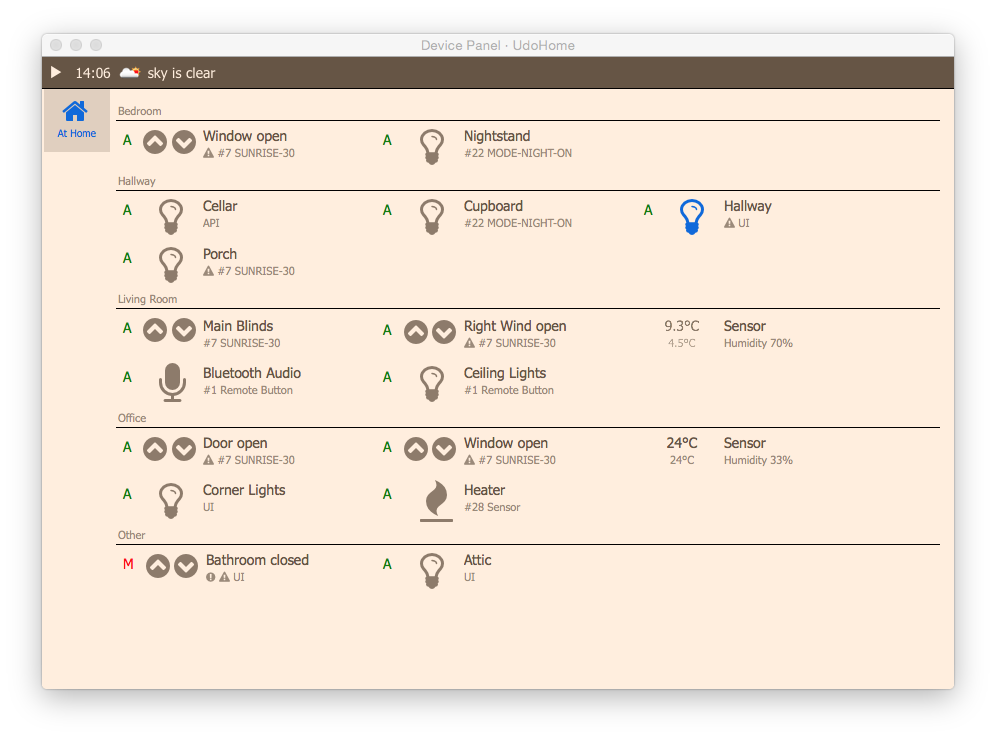 Device Panel · UdoHome
14:06 sky is clear
At Home
Bedroom
A Window open
#7 SUNRISE-30
A Nightstand
#22 MODE-NIGHT-ON
Hallway
A Cellar
API
A Cupboard
#22 MODE-NIGHT-ON
A Hallway
UI
A Porch
#7 SUNRISE-30
Living Room
A Main Blinds
#7 SUNRISE-30
A Right Wind open
#7 SUNRISE-30
9.3°C Sensor
4.5°C Humidity 70%
A Bluetooth Audio
#1 Remote Button
A Ceiling Lights
#1 Remote Button
Office
A Door open
#7 SUNRISE-30
A Window open
#7 SUNRISE-30
24°C Sensor
24°C Humidity 33%
A Corner Lights
UI
A Heater
#28 Sensor
Other
M Bathroom closed
UI
A Attic
UI